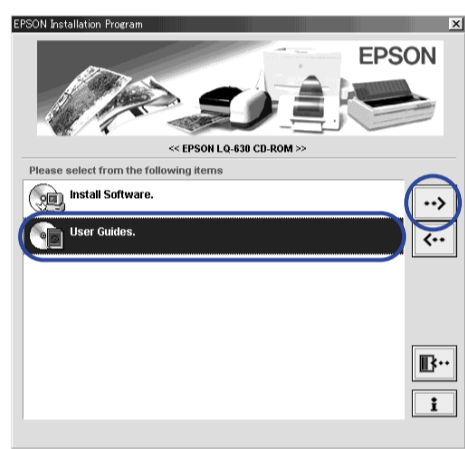 EPSON Installation Program
EPSON
<< EPSON LQ-630 CD-ROM >>
Please select from the following items
Install Software.
User Guides.